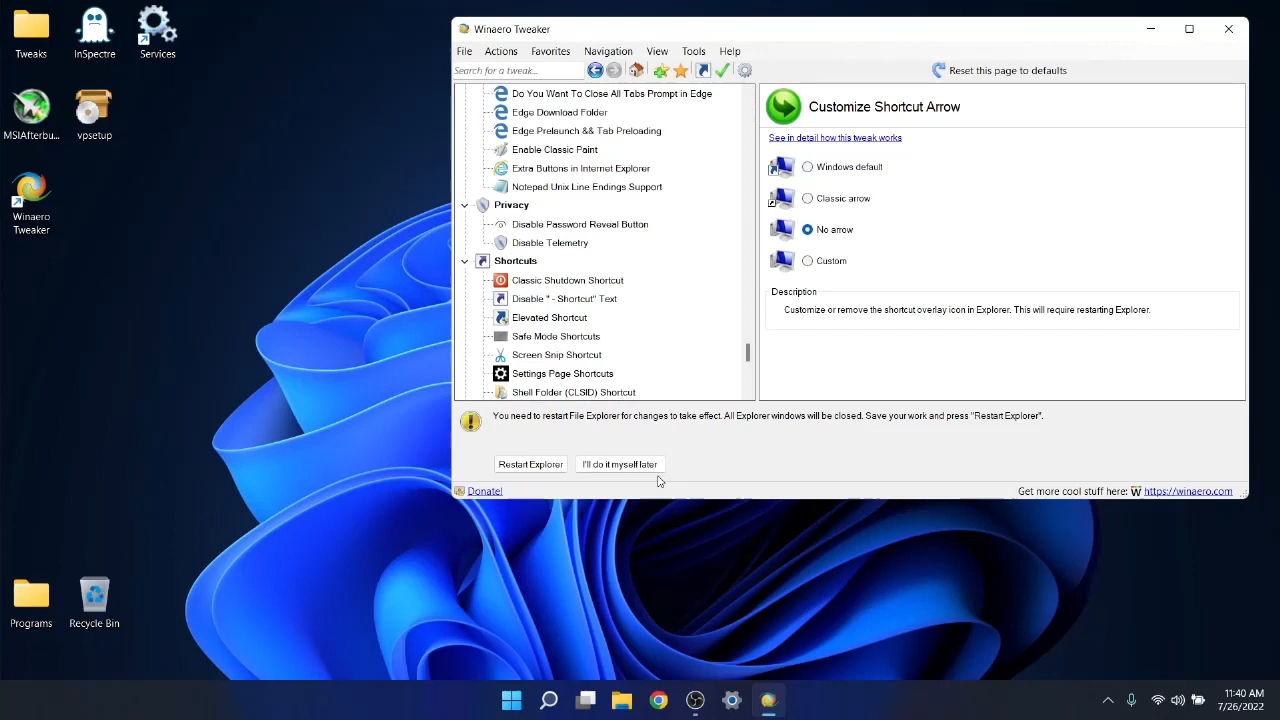 Tweaks
InSpectre
Services
MSIAfterbu...
vpsetup
Winaero
Tweaker
Programs
Recycle Bin
Winaero Tweaker
File Actions Favorites Navigation View Tools Help
Search for a tweak...
Reset this page to defaults
Do You Want To Close All Tabs Prompt in Edge
Edge Download Folder
Edge Prelaunch && Tab Preloading
Enable Classic Paint
Extra Buttons in Internet Explorer
Notepad Unix Line Endings Support
Privacy
Disable Password Reveal Button
Disable Telemetry
Shortcuts
Classic Shutdown Shortcut
Disable " - Shortcut" Text
Elevated Shortcut
Safe Mode Shortcuts
Screen Snip Shortcut
Settings Page Shortcuts
Shell Folder (CLSID) Shortcut
Customize Shortcut Arrow
See in detail how this tweak works
Windows default
Classic arrow
No arrow
Custom
Description
Customize or remove the shortcut overlay icon in Explorer. This will require restarting Explorer.
You need to restart File Explorer for changes to take effect. All Explorer windows will be closed. Save your work and press "Restart Explorer".
Restart Explorer I'll do it myself later
Donate! Get more cool stuff here: W https://winaero.com
11:40 AM
7/26/2022